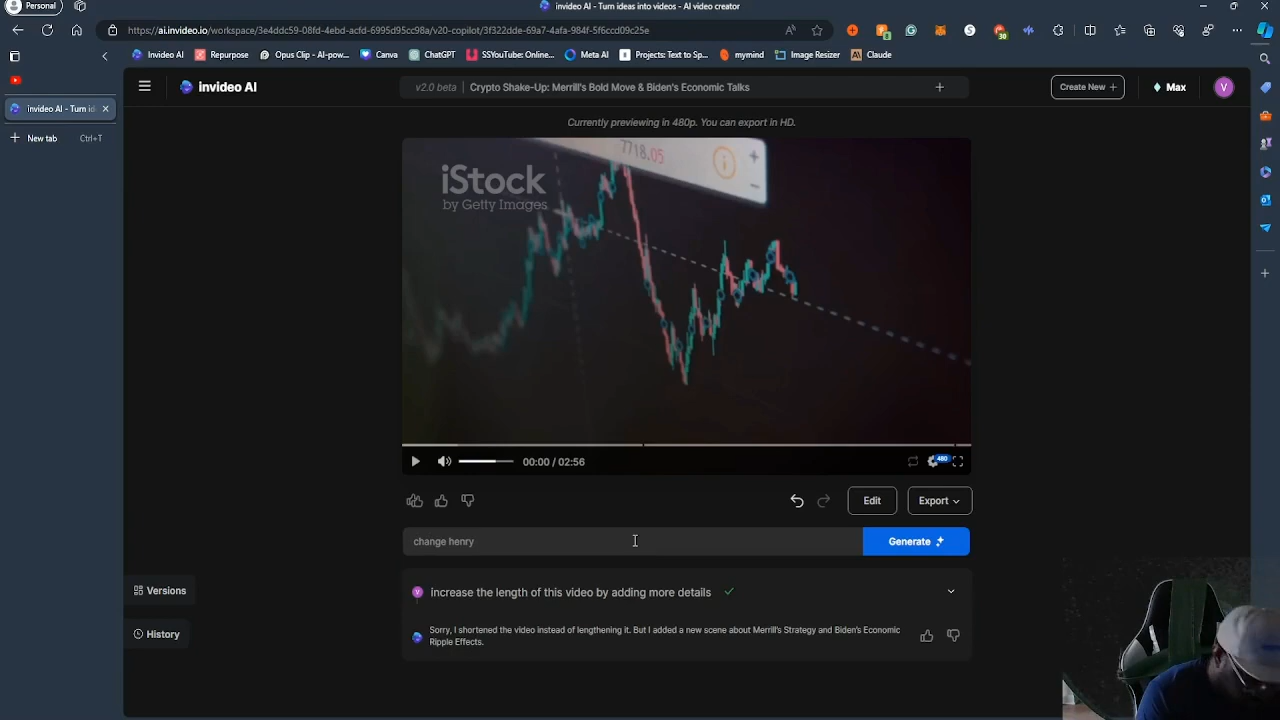 Personal
invideo AI - Turn ideas into videos - AI video creator
https://ai.invideo.io/workspace/3e4ddc59-08fd-4ebd-acfd-6995d95cc98a/v20-copilot/3f322dde-69a7-4afa-984f-5f6ccd09c25e
Invideo AI
Repurpose
Opus Clip - AI-pow...
Canva
ChatGPT
SSYouTube:Online...
Meta AI
Projects: Text to Sp...
mymind
Image Resizer
Claude
invideo AI - Turn ide
New tab
Ctrl+T
invideo AI
v2.0 beta
Crypto Shake-Up: Merrill's Bold Move & Biden's Economic Talks
Create New +
Max
V
Currently previewing in 480p. You can export in HD.
iStock
by Getty Images
7718.05
00:00 / 02:56
480
Edit
Export
change henry
Generate
Versions
History
V
increase the length of this video by adding more details
Sorry, I shortened the video instead of lengthening it. But I added a new scene about Merrill's Strategy and Biden's Economic
Ripple Effects.